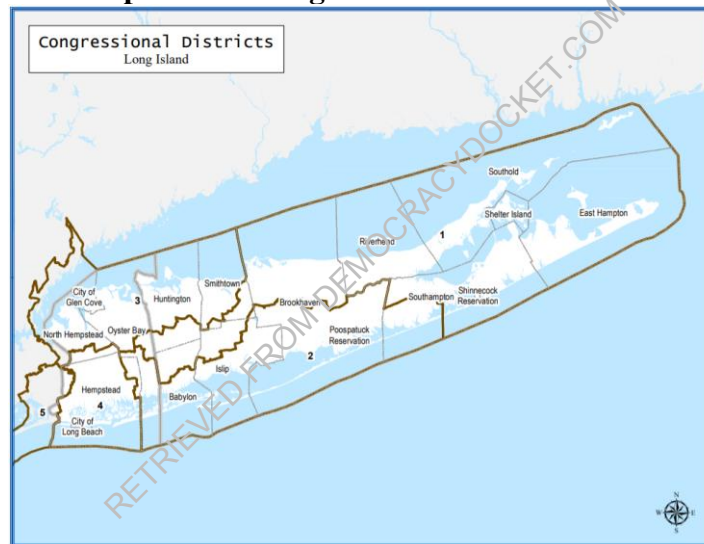 Congressional Districts
Long Island
Southold
Shelter Island
East Hampton
Riverhead
1
City of
Glen Cove
3
Huntington
Smithtown
Brookhaven
Southampton
Shinnecock
Reservation
North Hempstead
Oyster Bay
Poospatuck
Reservation
2
Islip
Hempstead
4
Babylon
5
City of
Long Beach
N
W
E
S
RETRIEVED FROM DEMOCRACYDOCKET.COM